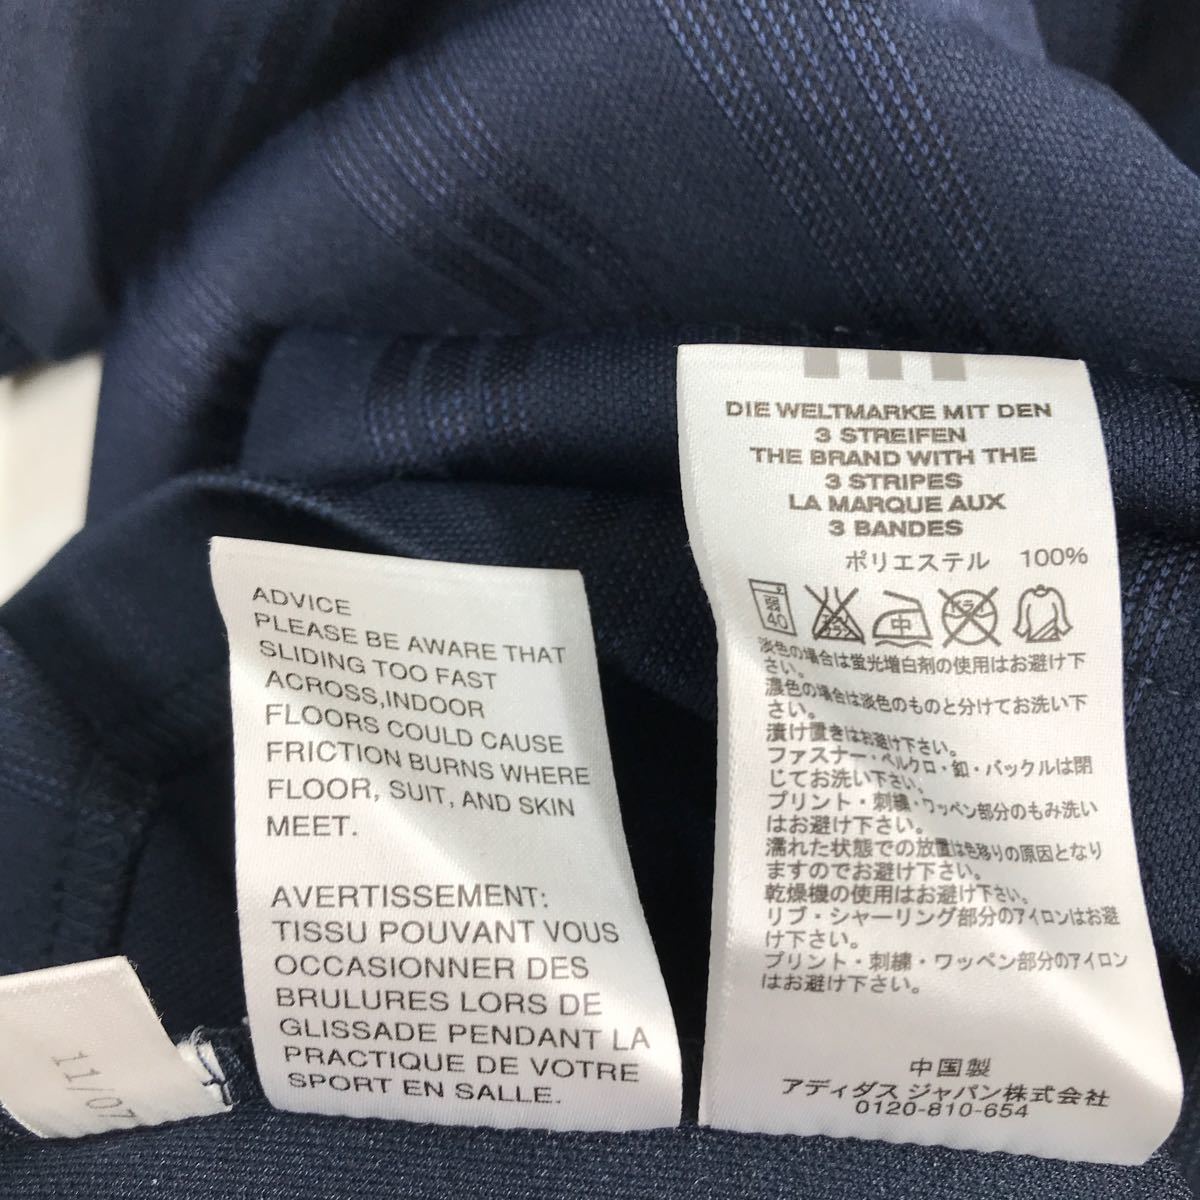 ADVICE
PLEASE BE AWARE THAT
SLIDING TOO FAST
ACROSS,INDOOR
FLOORS COULD CAUSE
FRICTION BURNS WHERE
FLOOR, SUIT, AND SKIN
MEET.
AVERTISSEMENT:
TISSU POUVANT VOUS
OCCASIONNER DES
BRULURES LORS DE
GLISSADE PENDANT LA
PRACTIQUE DE VOTRE
SPORT EN SALLE.
11/07
DIE WELTMARKE MIT DEN
3 STREIFEN
THE BRAND WITH THE
3 STRIPES
LA MARQUE AUX
3 BANDES
ポリエステル 100%
弱 40 エンソ サラシ 中 ドライ
淡色の場合は蛍光増白剤の使用はお避け下
さい。
濃色の場合は淡色のものと分けてお洗い下
さい。
漬け置きはお避け下さい。
ファスナー・ベルクロ・釦・バックルは閉
じてお洗い下さい。
プリント・刺繍・ワッペン部分のもみ洗い
はお避け下さい。
濡れた状態での放置は色移りの原因となり
ますのでお避け下さい。
乾燥機の使用はお避け下さい。
リブ・シャーリング部分のアイロンはお避
け下さい。
プリント・刺繍・ワッペン部分のアイロン
はお避け下さい。
中国製
アディダス ジャパン株式会社
0120-810-654